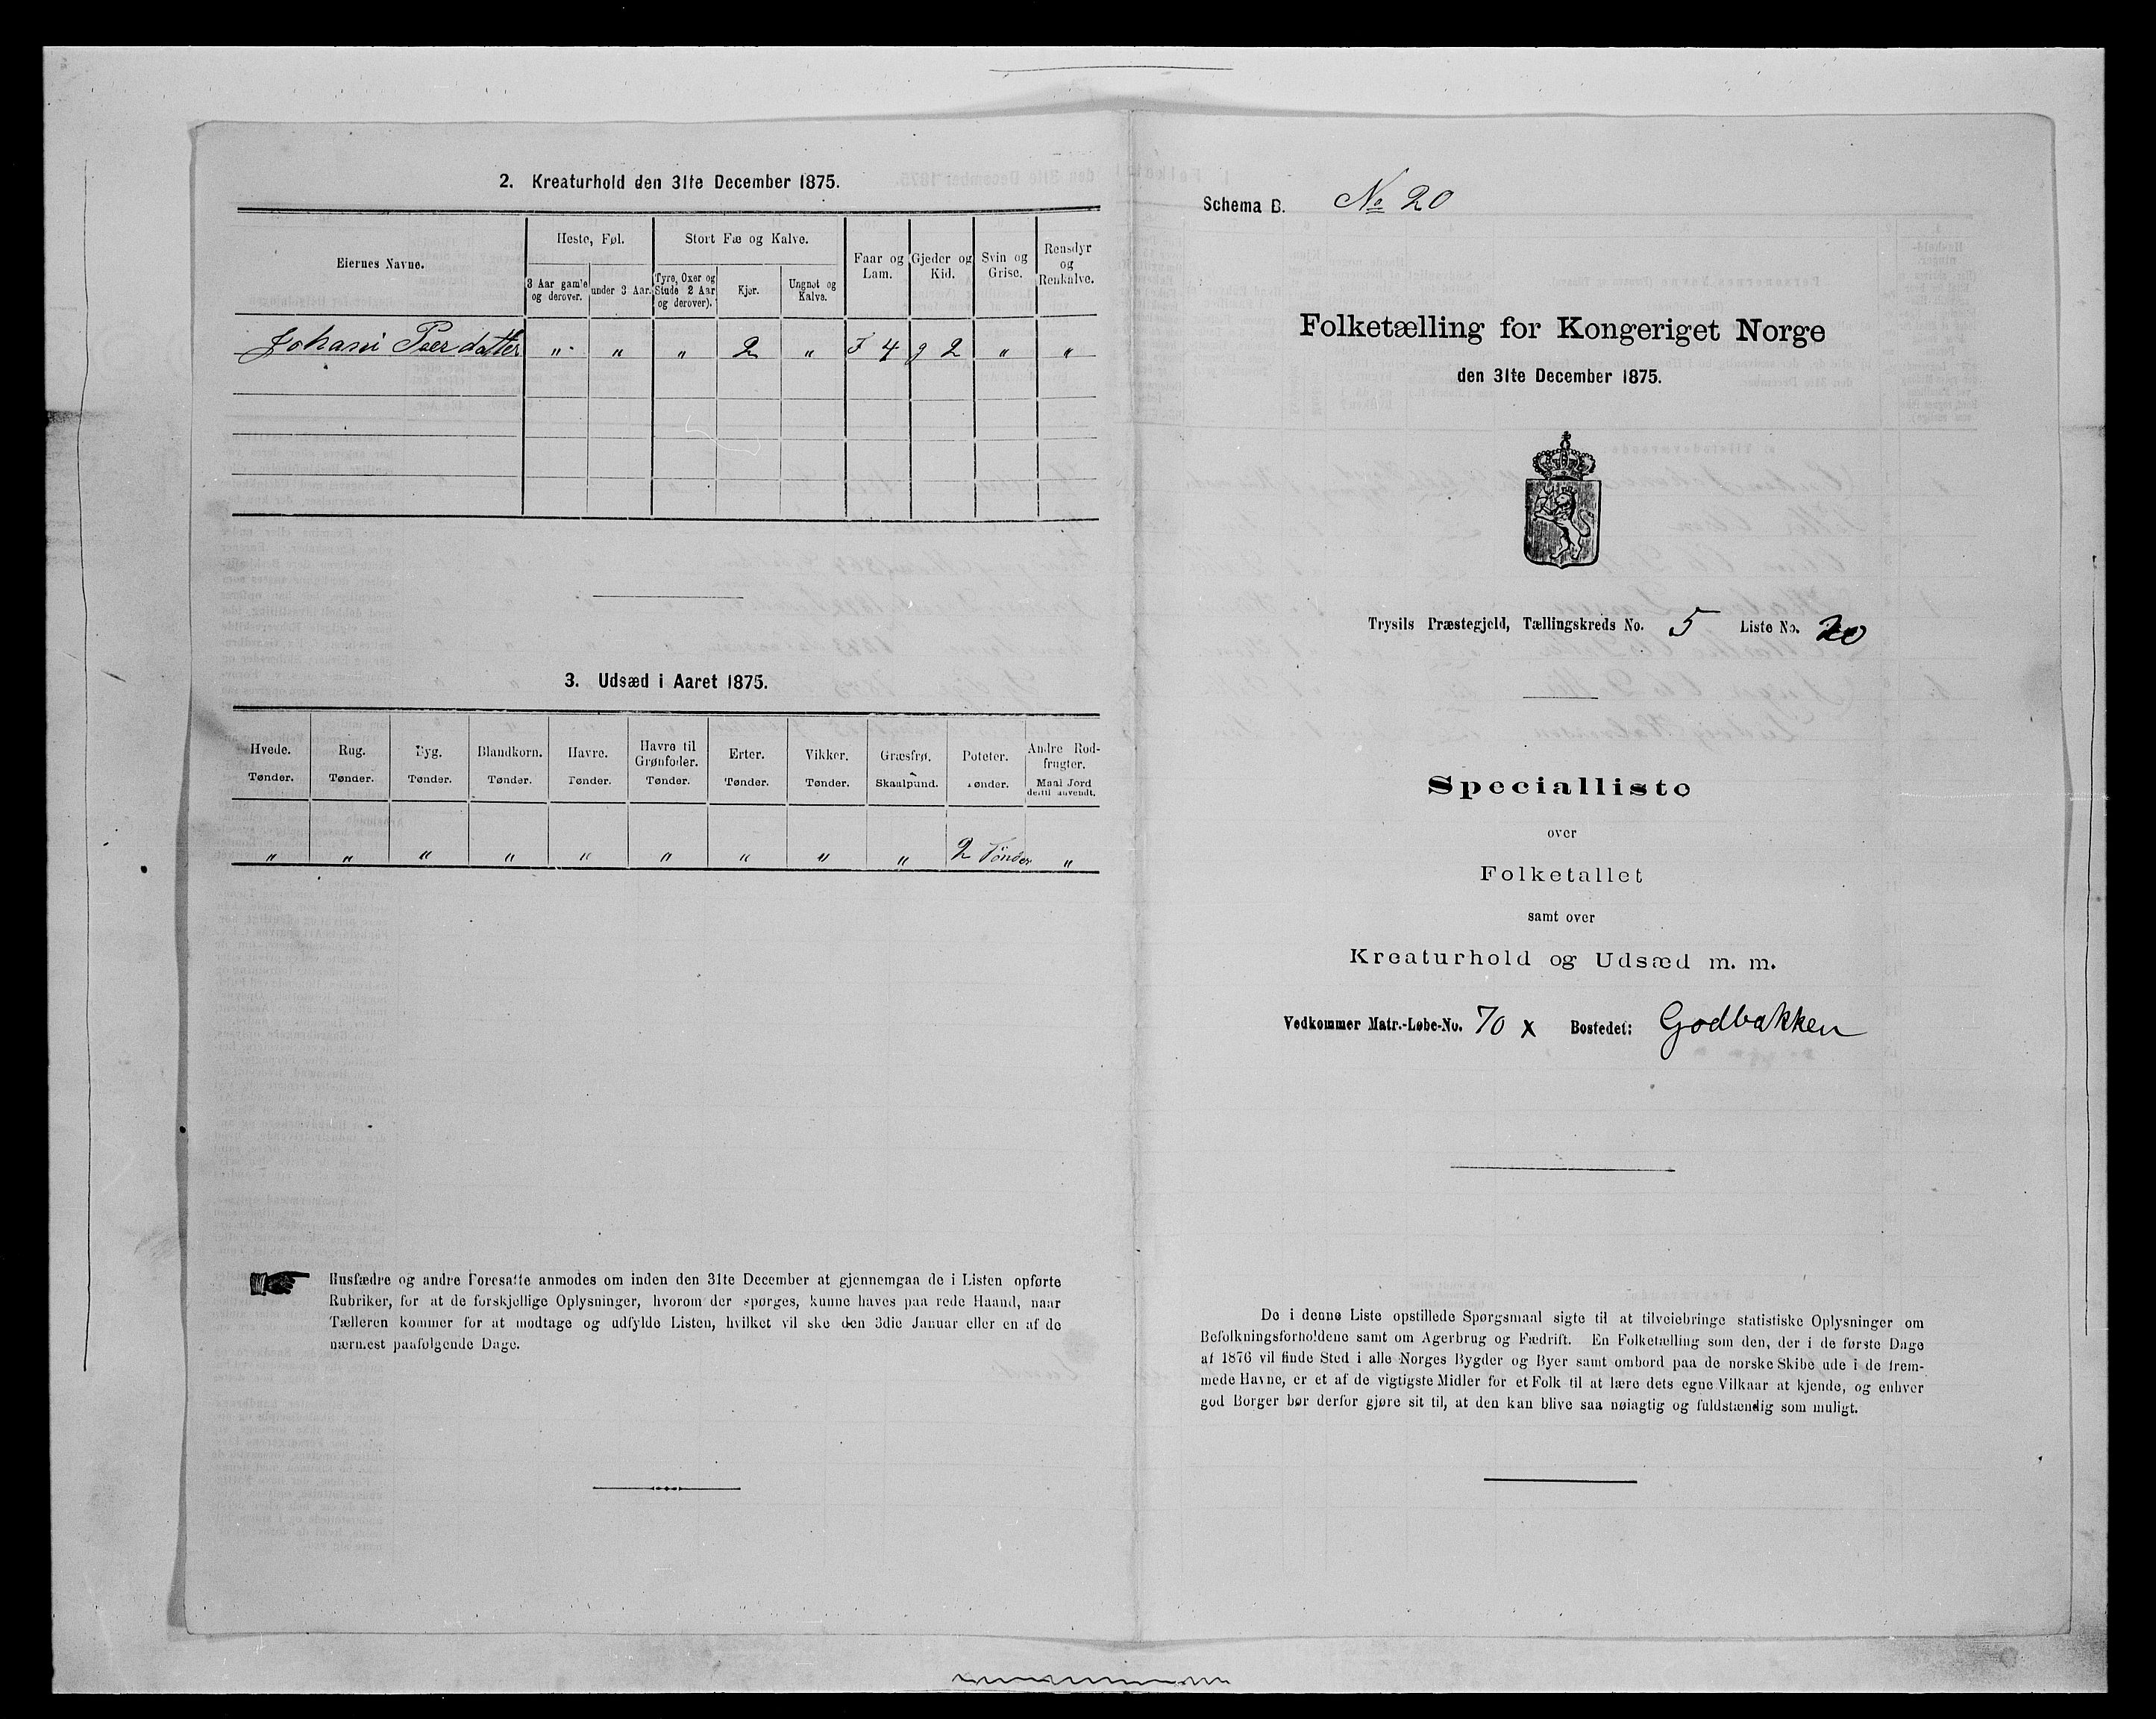 2. Kreaturhold den 31te December 1875.
Eiernes Navne.
Heste, Føl.
Stort Fæ og Kalve.
Faar og Lam.
Gjeder og Kid.
Svin og Grise.
Rensdyr og Renkalve.
3 Aar gamle og derover.
under 3 Aar.
Tyre, Oxer og Stude 2 Aar og derover).
Kjør.
Ungnøt og Kalve.
Johani Peerdatter " " " 2 " F 4 g 2 " "
3. Udsæd i Aaret 1875.
Hvede. Rug. Byg. Blandkorn. Havre. Havre til Grønfoder. Erter. Vikker. Græsfrø. Poteter. Andre Rodfrugter.
Tønder. Tønder. Tønder. Tønder. Tønder. Tønder. Tønder. Tønder. Skaalpund. Tønder. Maal Jord dertil anvendt.
" " " " " " " " " 2 Tönder "
Husfædre og andre Foresatte anmodes om inden den 31te December at gjennemgaa de i Listen opførte
Rubriker, for at de forskjellige Oplysninger, hvorom der spørges, kunne haves paa rede Haand, naar
Tælleren kommer for at modtage og udfylde Listen, hvilket vil ske den 3die Januar eller en af de
nærmest paafølgende Dage.
Schema B. No 20
Folketælling for Kongeriget Norge
den 31te December 1875.
Trysils Præstegjeld, Tællingskreds No. 5 Liste No. 20
Specialliste
over
Folketallet
samt over
Kreaturhold og Udsæd m. m.
Vedkommer Matr.-Løbe-No. 70 x Bostedet: Godbakken
De i denne Liste opstillede Spørgsmaal sigte til at tilveiebringe statistiske Oplysninger om
Befolkningsforholdene samt om Agerbrug og Fædrift. En Folketælling som den, der i de første Dage
af 1876 vil finde Sted i alle Norges Bygder og Byer samt ombord paa de norske Skibe ude i de frem-
mede Havne, er et af de vigtigste Midler for et Folk til at lære dets egne Vilkaar at kjende, og enhver
god Borger bør derfor gjøre sit til, at den kan blive saa nøiagtig og fuldstændig som muligt.